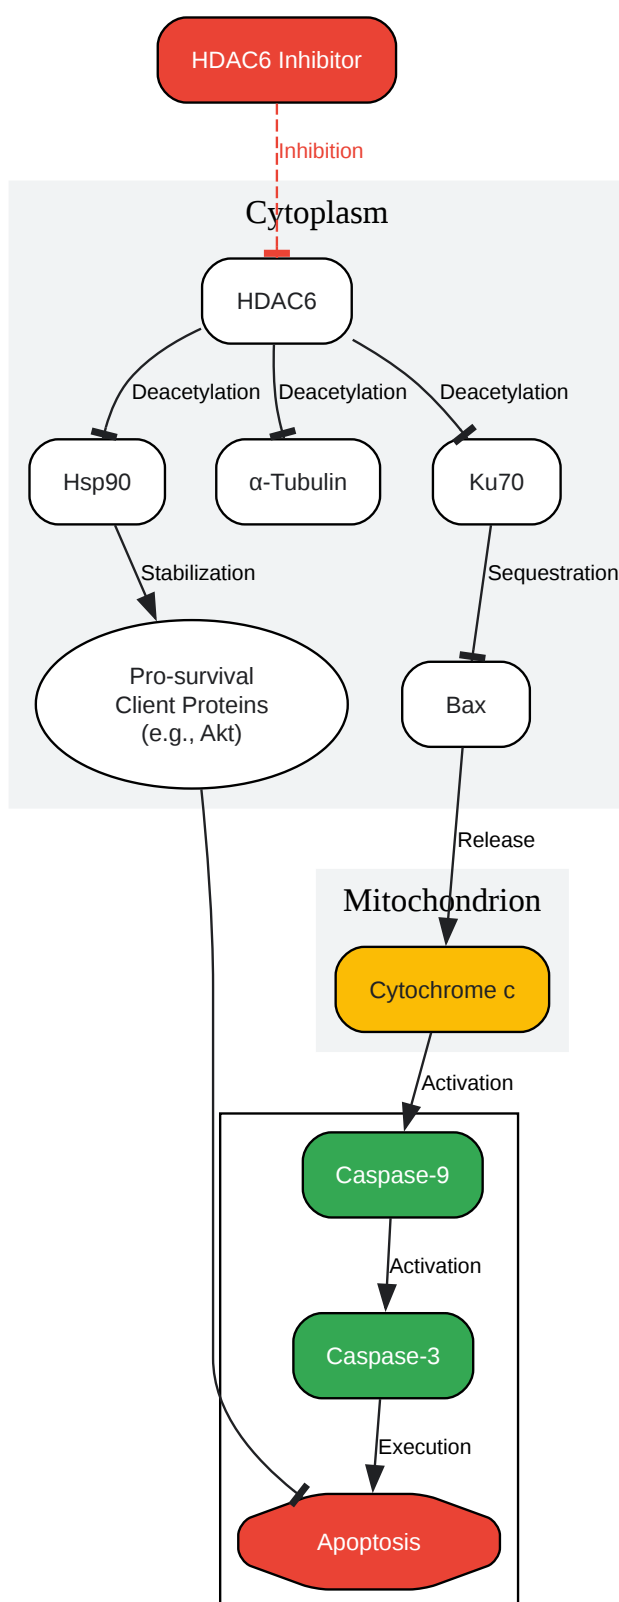 HDAC6 Inhibitor
Inhibition
Cytoplasm
HDAC6
Deacetylation
Deacetylation
Deacetylation
Hsp90
α-Tubulin
Ku70
Stabilization
Sequestration
Pro-survival
Client Proteins
(e.g., Akt)
Bax
Release
Mitochondrion
Cytochrome c
Activation
Caspase-9
Activation
Caspase-3
Execution
Apoptosis